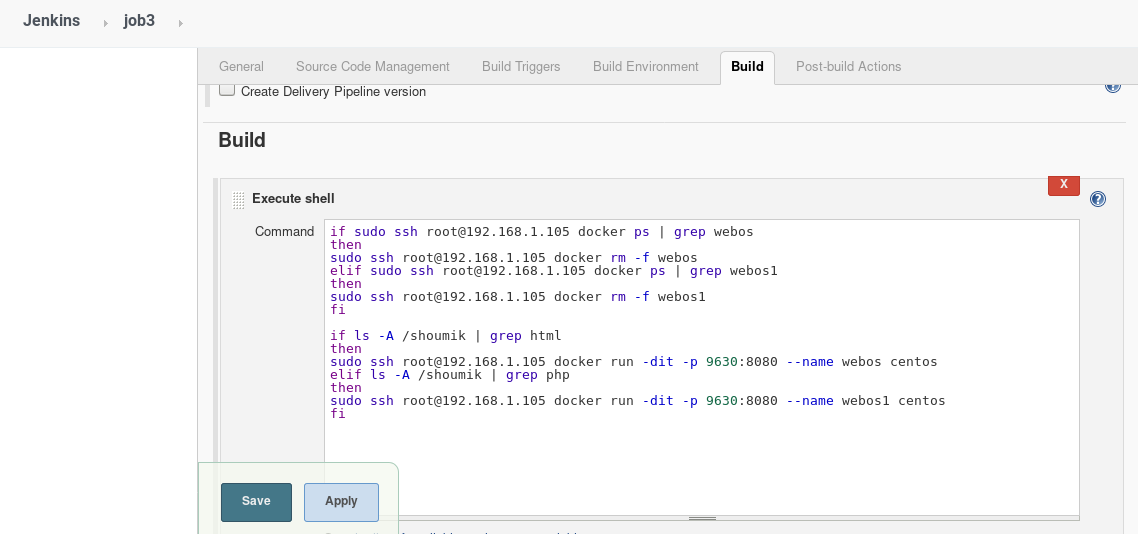 Jenkins job3
General Source Code Management Build Triggers Build Environment Build Post-build Actions
Create Delivery Pipeline version
Build
X
Execute shell
Command
if sudo ssh root@192.168.1.105 docker ps | grep webos
then
sudo ssh root@192.168.1.105 docker rm -f webos
elif sudo ssh root@192.168.1.105 docker ps | grep webos1
then
sudo ssh root@192.168.1.105 docker rm -f webos1
fi
if ls -A /shoumik | grep html
then
sudo ssh root@192.168.1.105 docker run -dit -p 9630:8080 --name webos centos
elif ls -A /shoumik | grep php
then
sudo ssh root@192.168.1.105 docker run -dit -p 9630:8080 --name webos1 centos
fi
Save Apply